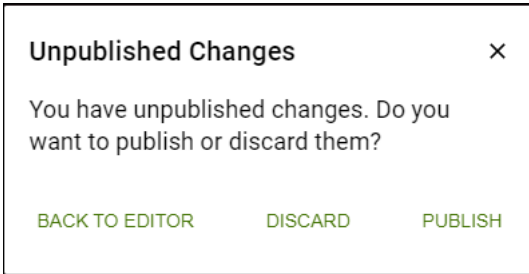 Unpublished Changes
You have unpublished changes. Do you
want to publish or discard them?
BACK TO EDITOR DISCARD PUBLISH